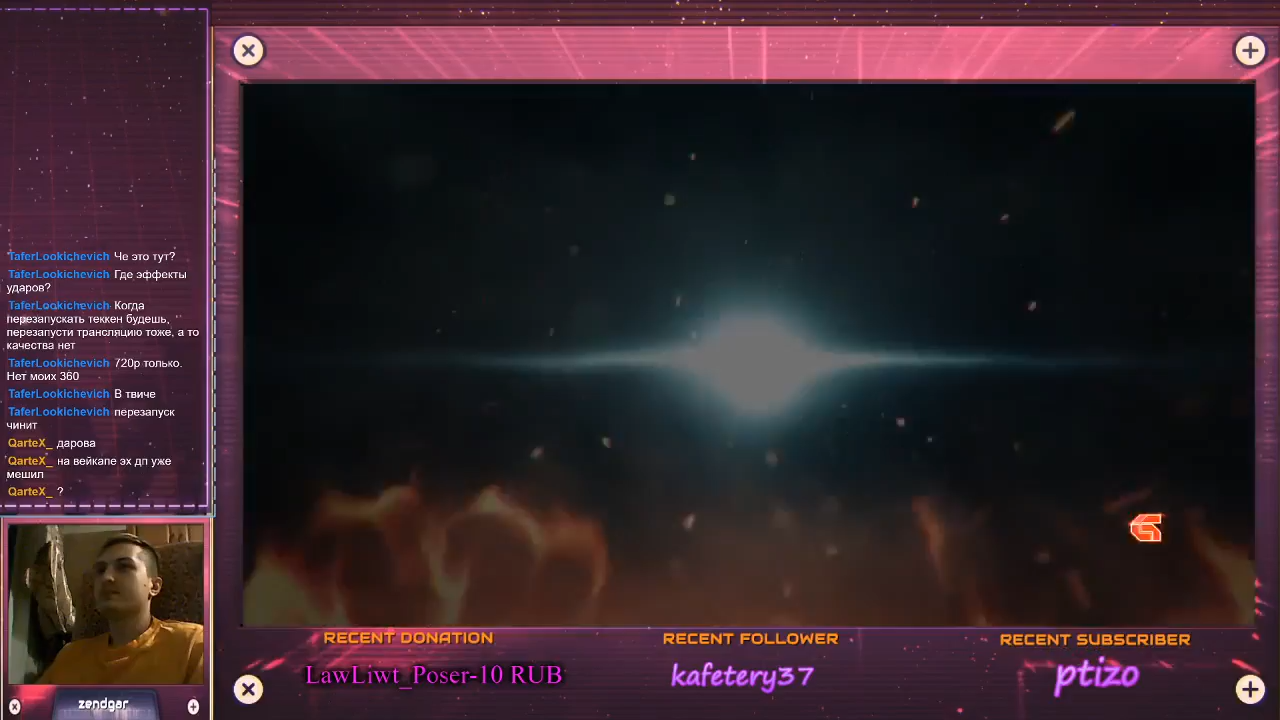 TaferLookichevich Че это тут?
TaferLookichevich Где эффекты
ударов?
TaferLookichevich Когда
перезапускать теккен будешь,
перезапусти трансляцию тоже, а то
качества нет
TaferLookichevich 720p только.
Нет моих 360
TaferLookichevich В твиче
TaferLookichevich перезапуск
чинит
QarteX_ дарова
QarteX_ на вейкапе эх дп уже
мешил
QarteX_ ?
zendgar
RECENT DONATION
LawLiwt_Poser-10 RUB
RECENT FOLLOWER
kafetery37
RECENT SUBSCRIBER
ptizo